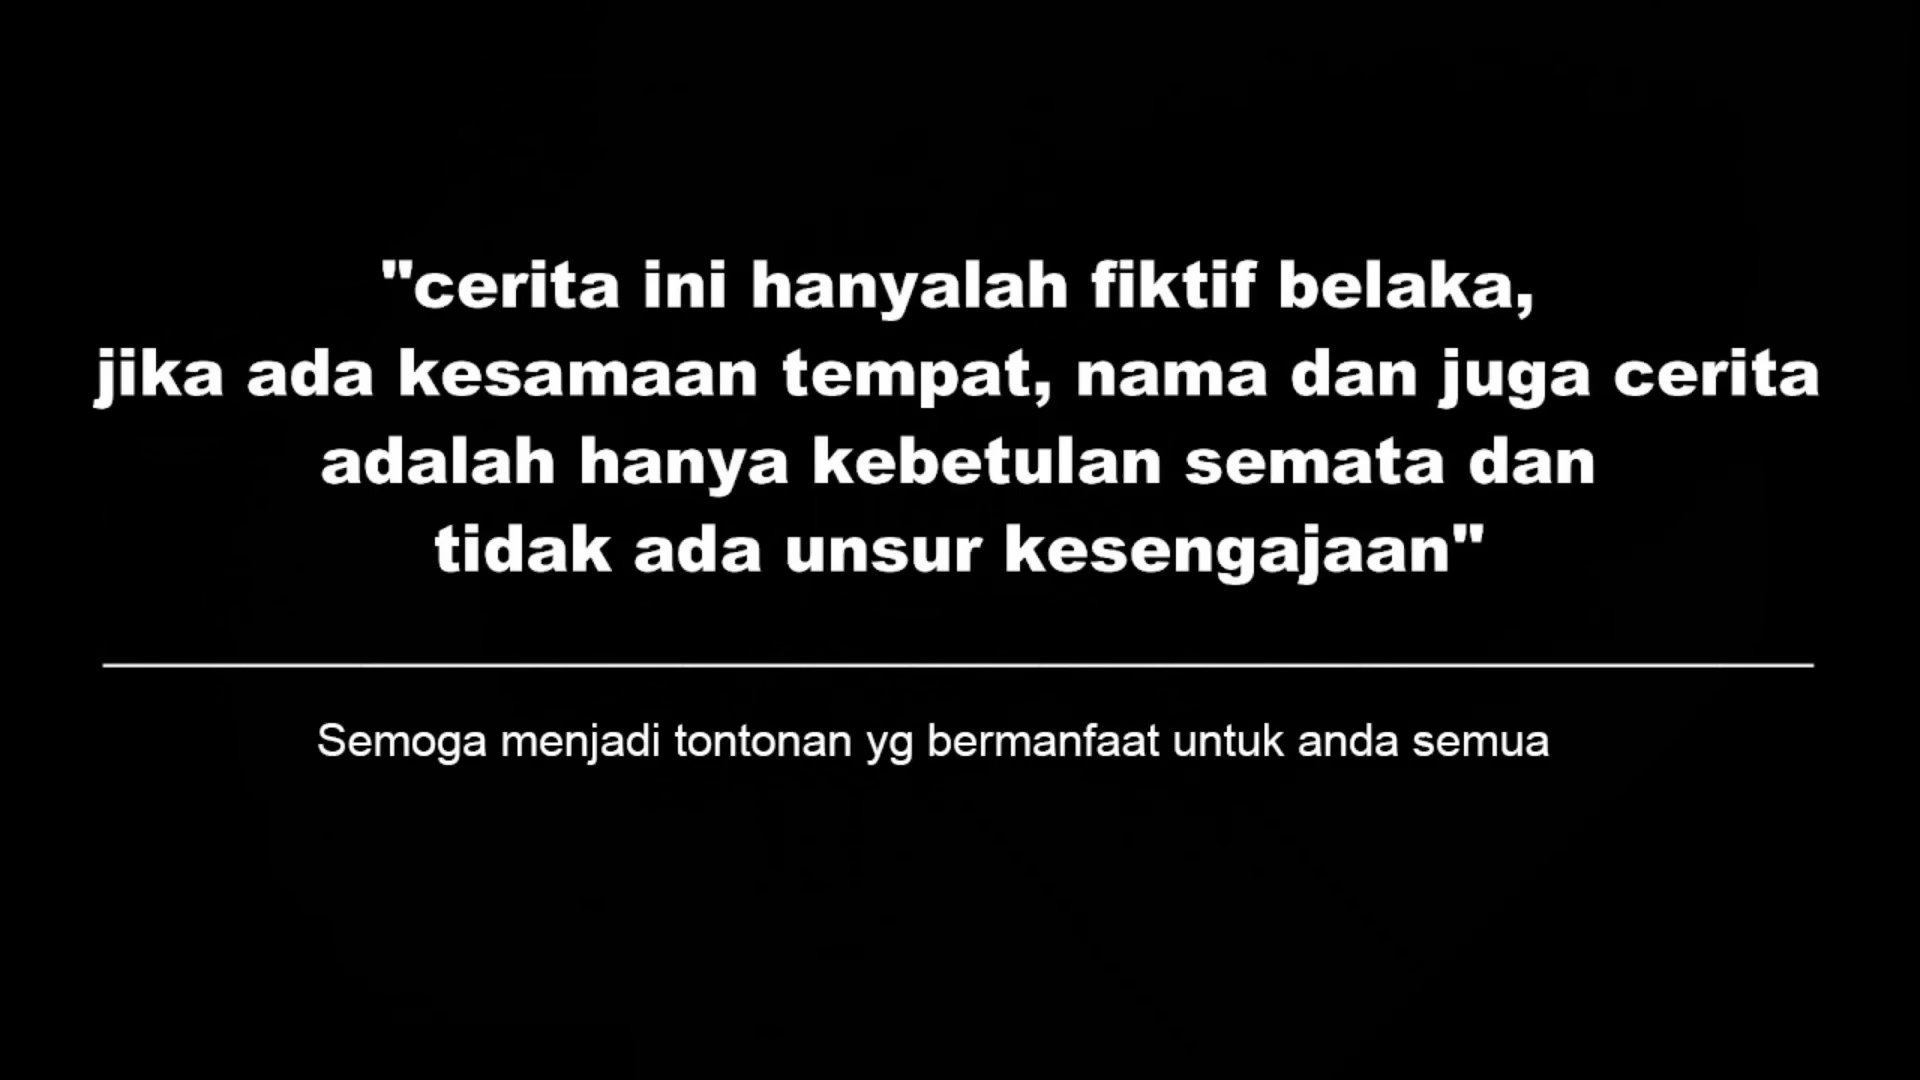 "cerita ini hanyalah fiktif belaka,
jika ada kesamaan tempat, nama dan juga cerita
adalah hanya kebetulan semata dan
tidak ada unsur kesengajaan"
Semoga menjadi tontonan yg bermanfaat untuk anda semua